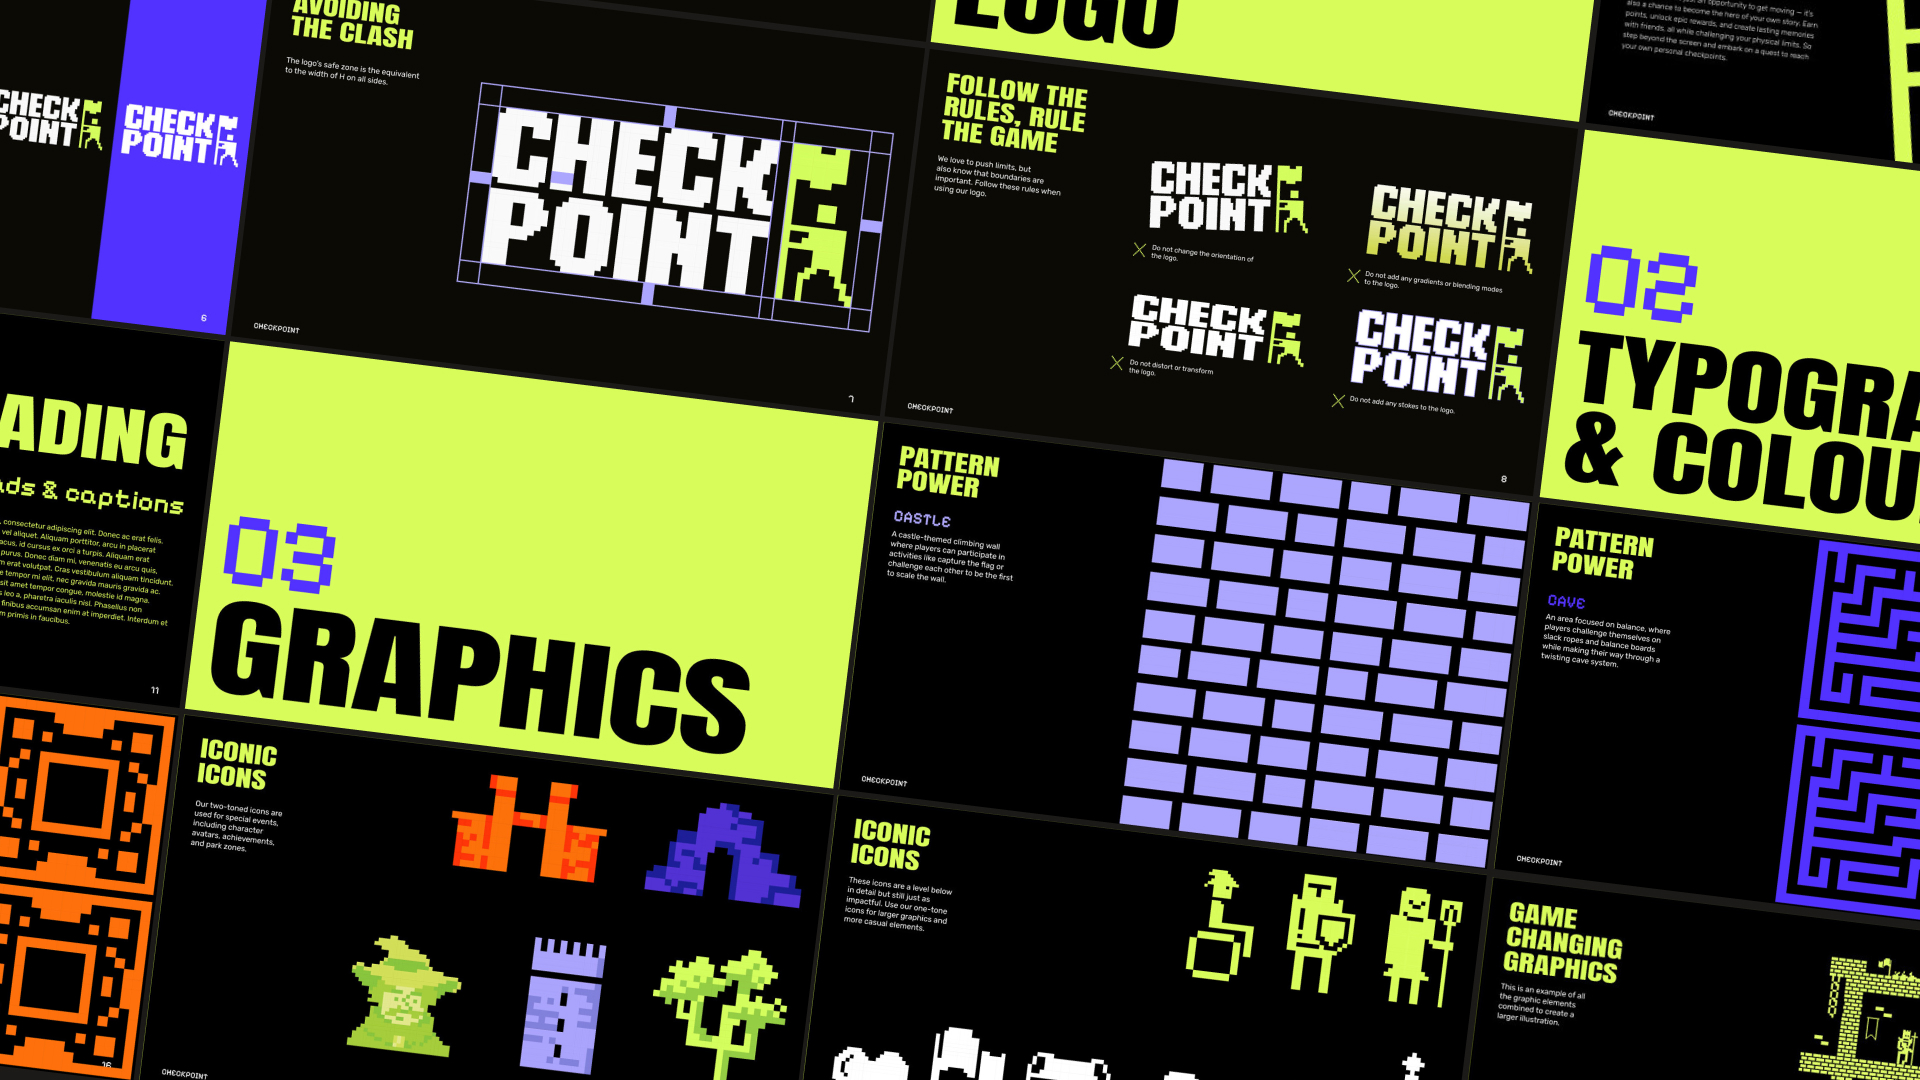 CHECK
POINT
CHECK
POINT
6
AVOIDING
THE CLASH
The logo's safe zone is the equivalent
to the width of H on all sides.
CHECK
POINT
CHECKPOINT
7
LOGO
FOLLOW THE
RULES, RULE
THE GAME
We love to push limits, but
also know that boundaries are
important. Follow these rules when
using our logo.
CHECK
POINT
Do not change the orientation of
the logo.
CHECK
POINT
Do not add any gradients or blending modes
to the logo.
CHECK
POINT
Do not distort or transform
the logo.
CHECK
POINT
Do not add any stokes to the logo.
CHECKPOINT
8
an opportunity to get moving – it's
also a chance to become the hero of your own story. Earn
points, unlock epic rewards, and create lasting memories
with friends, all while challenging your physical limits. So
step beyond the screen and embark on a quest to reach
your own personal checkpoints.
CHECKPOINT
02
TYPOGRA
& COLOU
ADING
ads & captions
, consectetur adipiscing elit. Donec ac erat felis.
vel aliquet. Aliquam porttitor, arcu in placerat
acus, id cursus ex orci a turpis. Aliquam erat
purus. Donec diam mi, venenatis eu arcu quis,
m erat volutpat. Cras vestibulum aliquam tincidunt.
e tempor mi elit, nec gravida mauris gravida ac.
sit amet tempor congue, molestie id magna.
s leo a, pharetra iaculis nisl. Phasellus non
finibus accumsan enim at imperdiet. Interdum et
m primis in faucibus.
11
03
GRAPHICS
PATTERN
POWER
CASTLE
A castle-themed climbing wall
where players can participate in
activities like capture the flag or
challenge each other to be the first
to scale the wall.
CHECKPOINT
PATTERN
POWER
CAVE
An area focused on balance, where
players challenge themselves on
slack ropes and balance boards
while making their way through a
twisting cave system.
CHECKPOINT
16
ICONIC
ICONS
Our two-toned icons are
used for special events,
including character
avatars, achievements,
and park zones.
CHECKPOINT
ICONIC
ICONS
These icons are a level below
in detail but still just as
impactful. Use our one-tone
icons for larger graphics and
more casual elements.
GAME
CHANGING
GRAPHICS
This is an example of all
the graphic elements
combined to create a
larger illustration.